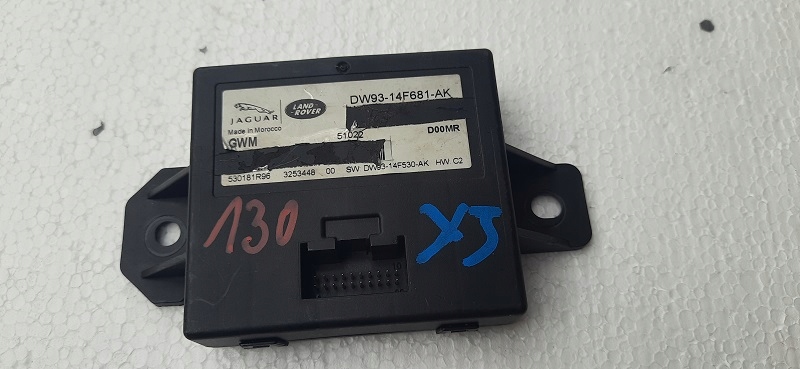 DW93-14F681-AK
JAGUAR
LAND
ROVER
Made in Morocco
GWM
51022
D00MR
530181R96 3253448 00 SW DW93-14F530-AK HW C2
130
XJ